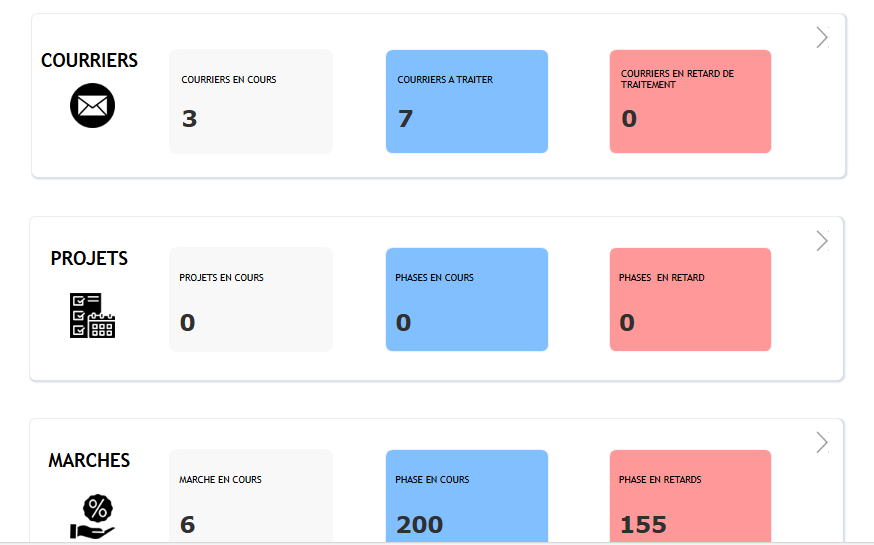 COURRIERS
COURRIERS EN COURS
3
COURRIERS A TRAITER
7
COURRIERS EN RETARD DE
TRAITEMENT
0
PROJETS
PROJETS EN COURS
0
PHASES EN COURS
0
PHASES EN RETARD
0
MARCHES
%
MARCHE EN COURS
6
PHASE EN COURS
200
PHASE EN RETARDS
155